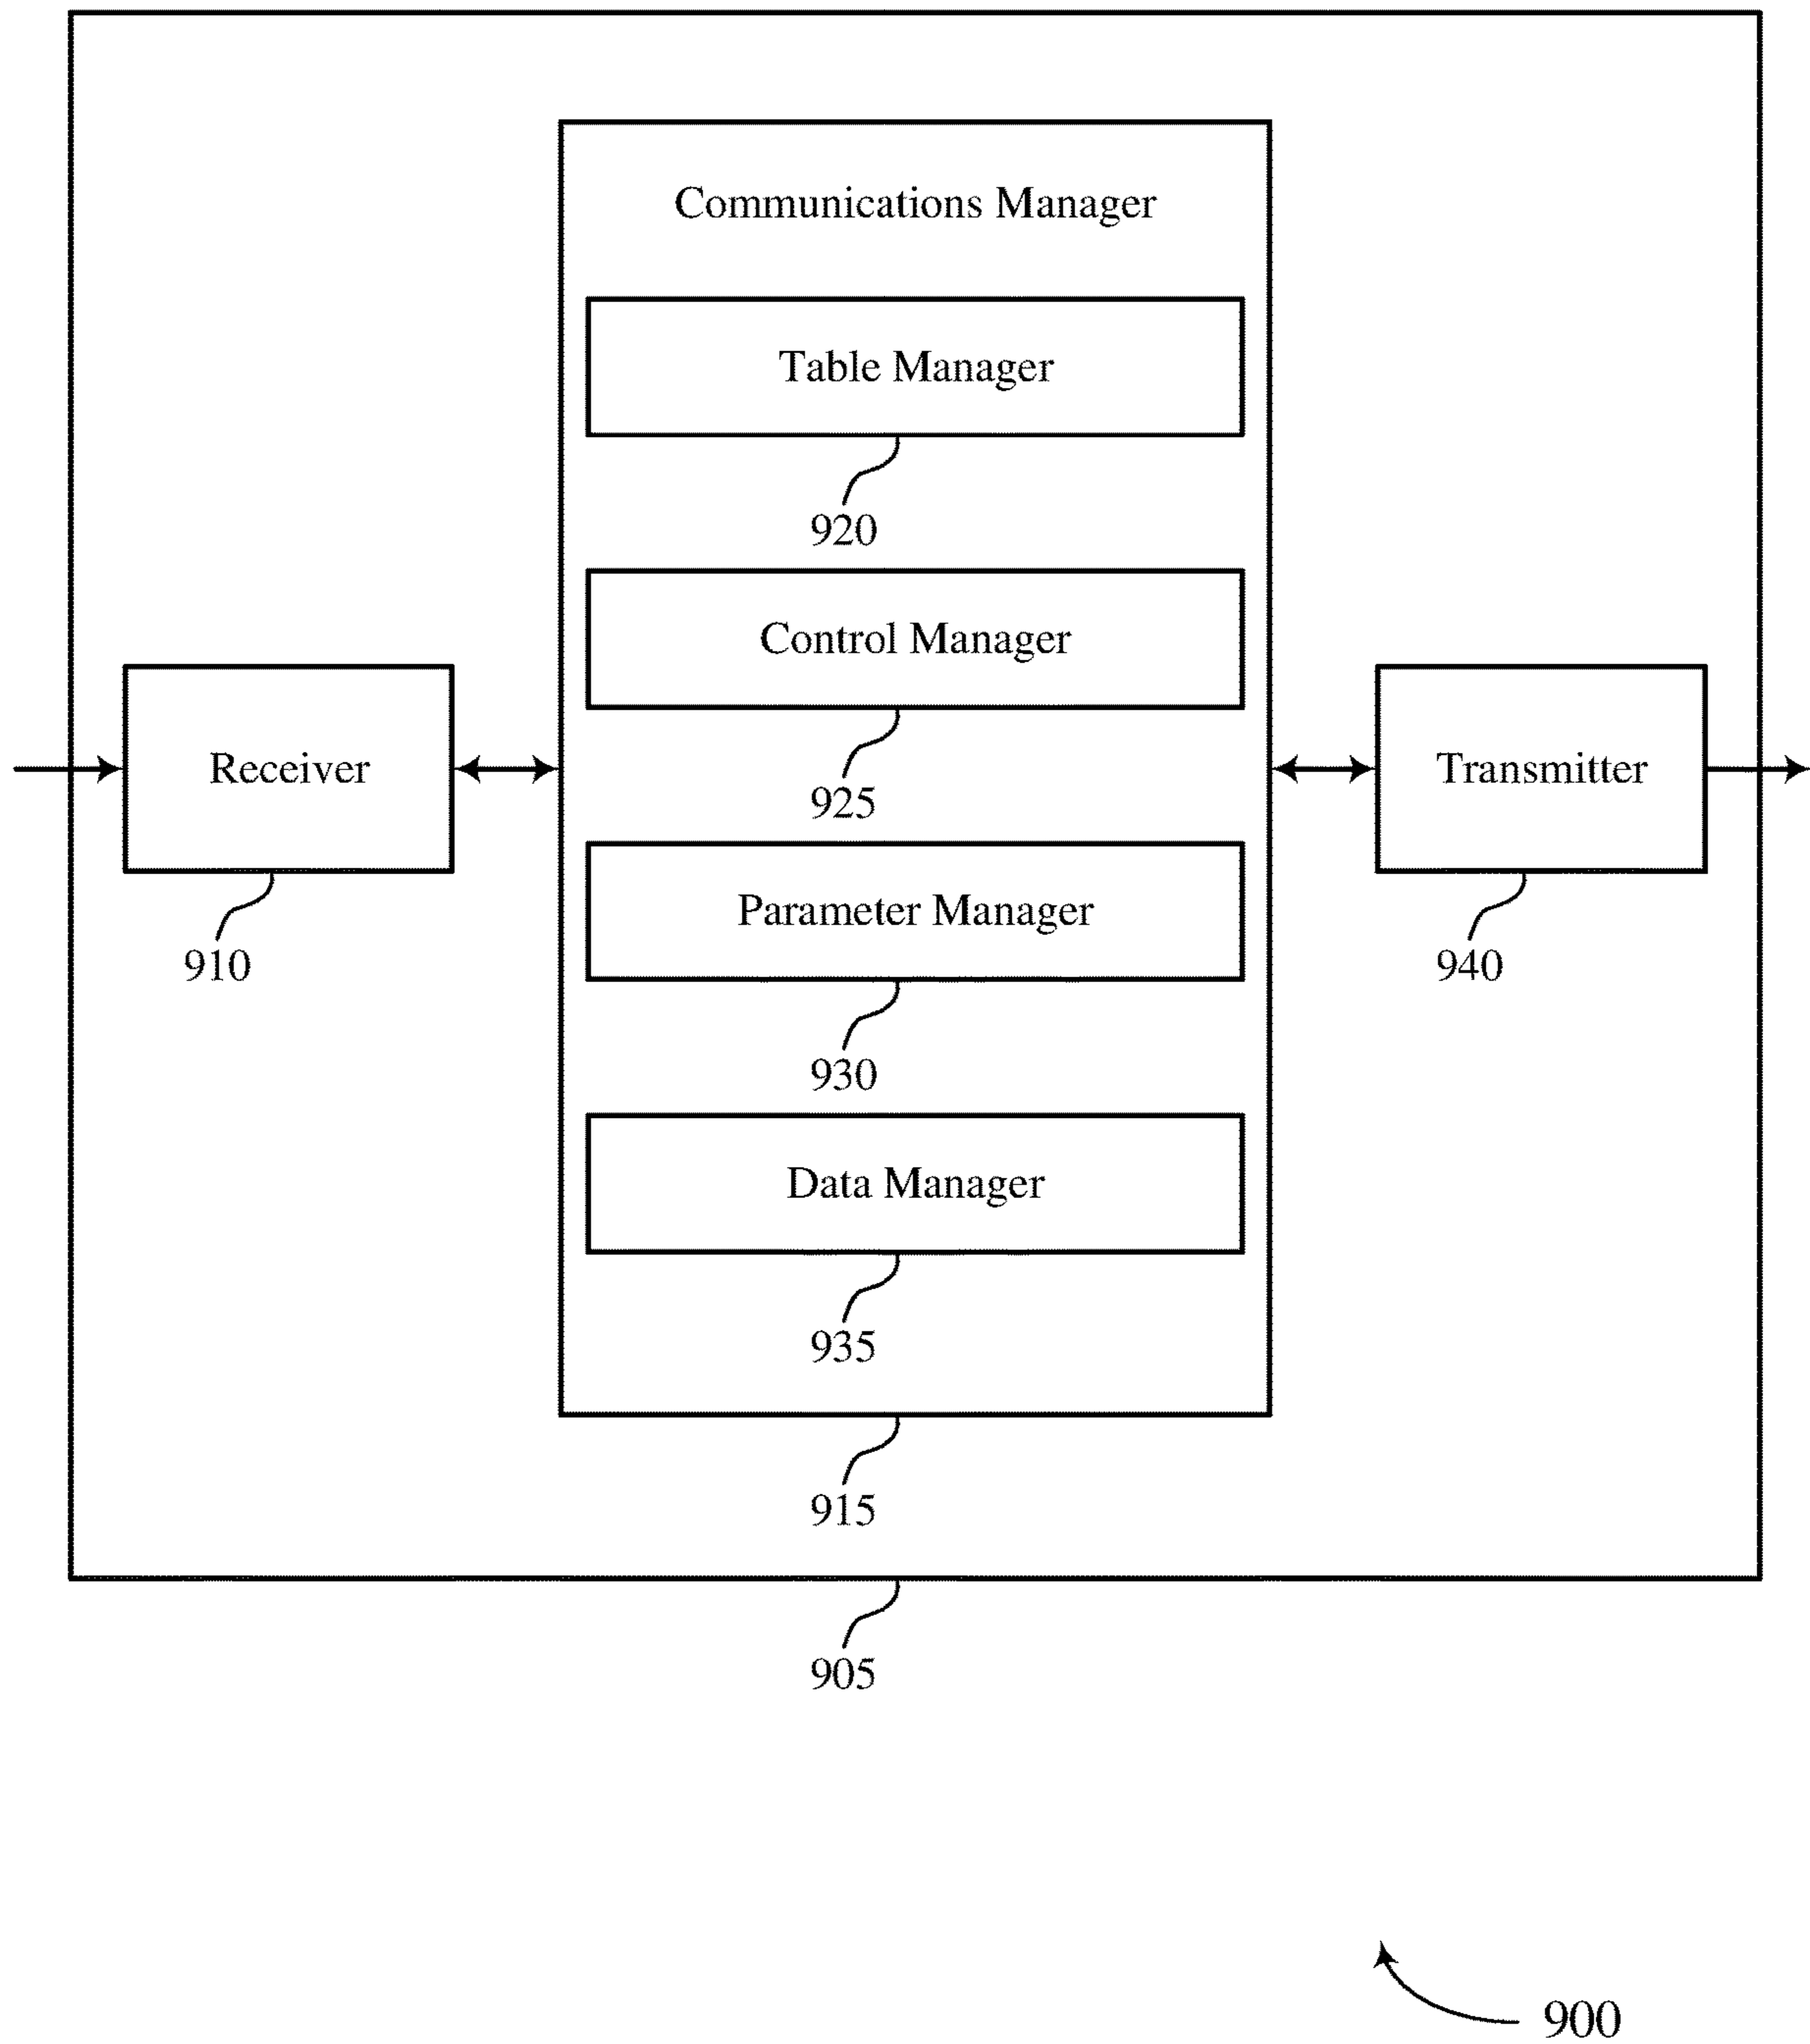 Communications Manager
Table Manager
920
Control Manager
925
Receiver
910
Transmitter
940
Parameter Manager
930
Data Manager
935
915
905
900